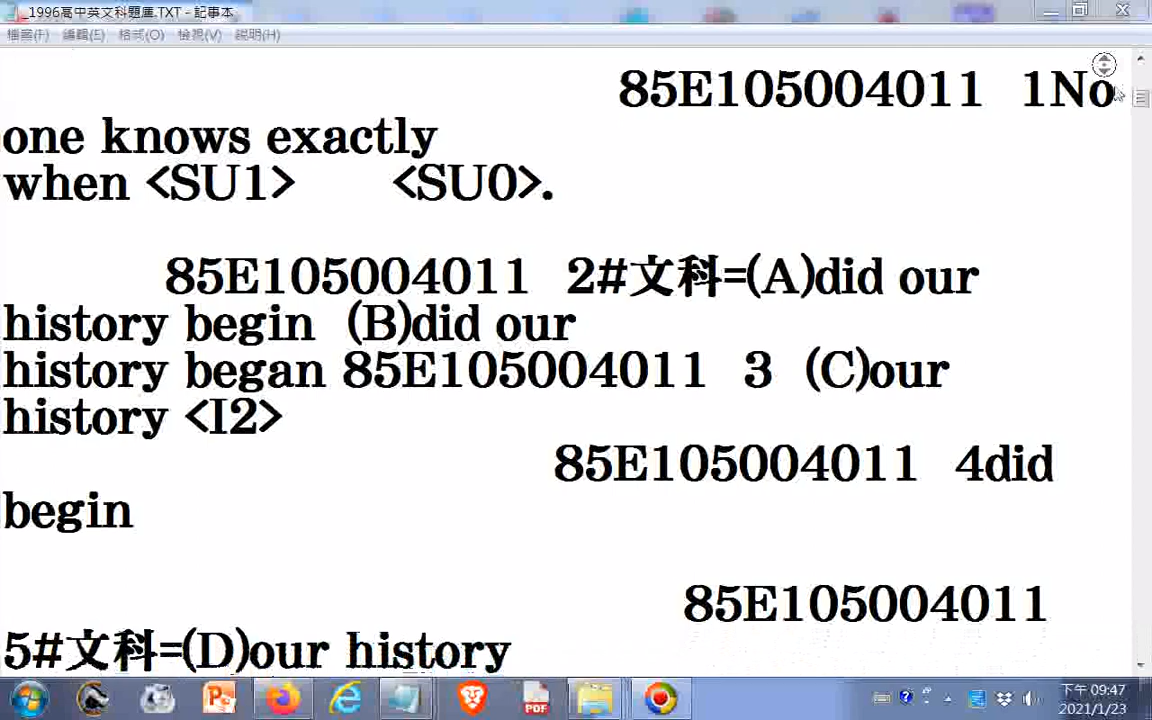 _1996高中英文科題庫.TXT - 記事本
檔案(F) 編輯(E) 格式(O) 檢視(V) 說明(H)
85E105004011 1No
one knows exactly
when <SU1> <SU0>.
85E105004011 2#文科=(A)did our
history begin (B)did our
history began 85E105004011 3 (C)our
history <I2>
85E105004011 4did
begin
85E105004011
5#文科=(D)our history
PDF
下午 09:47
2021/1/23